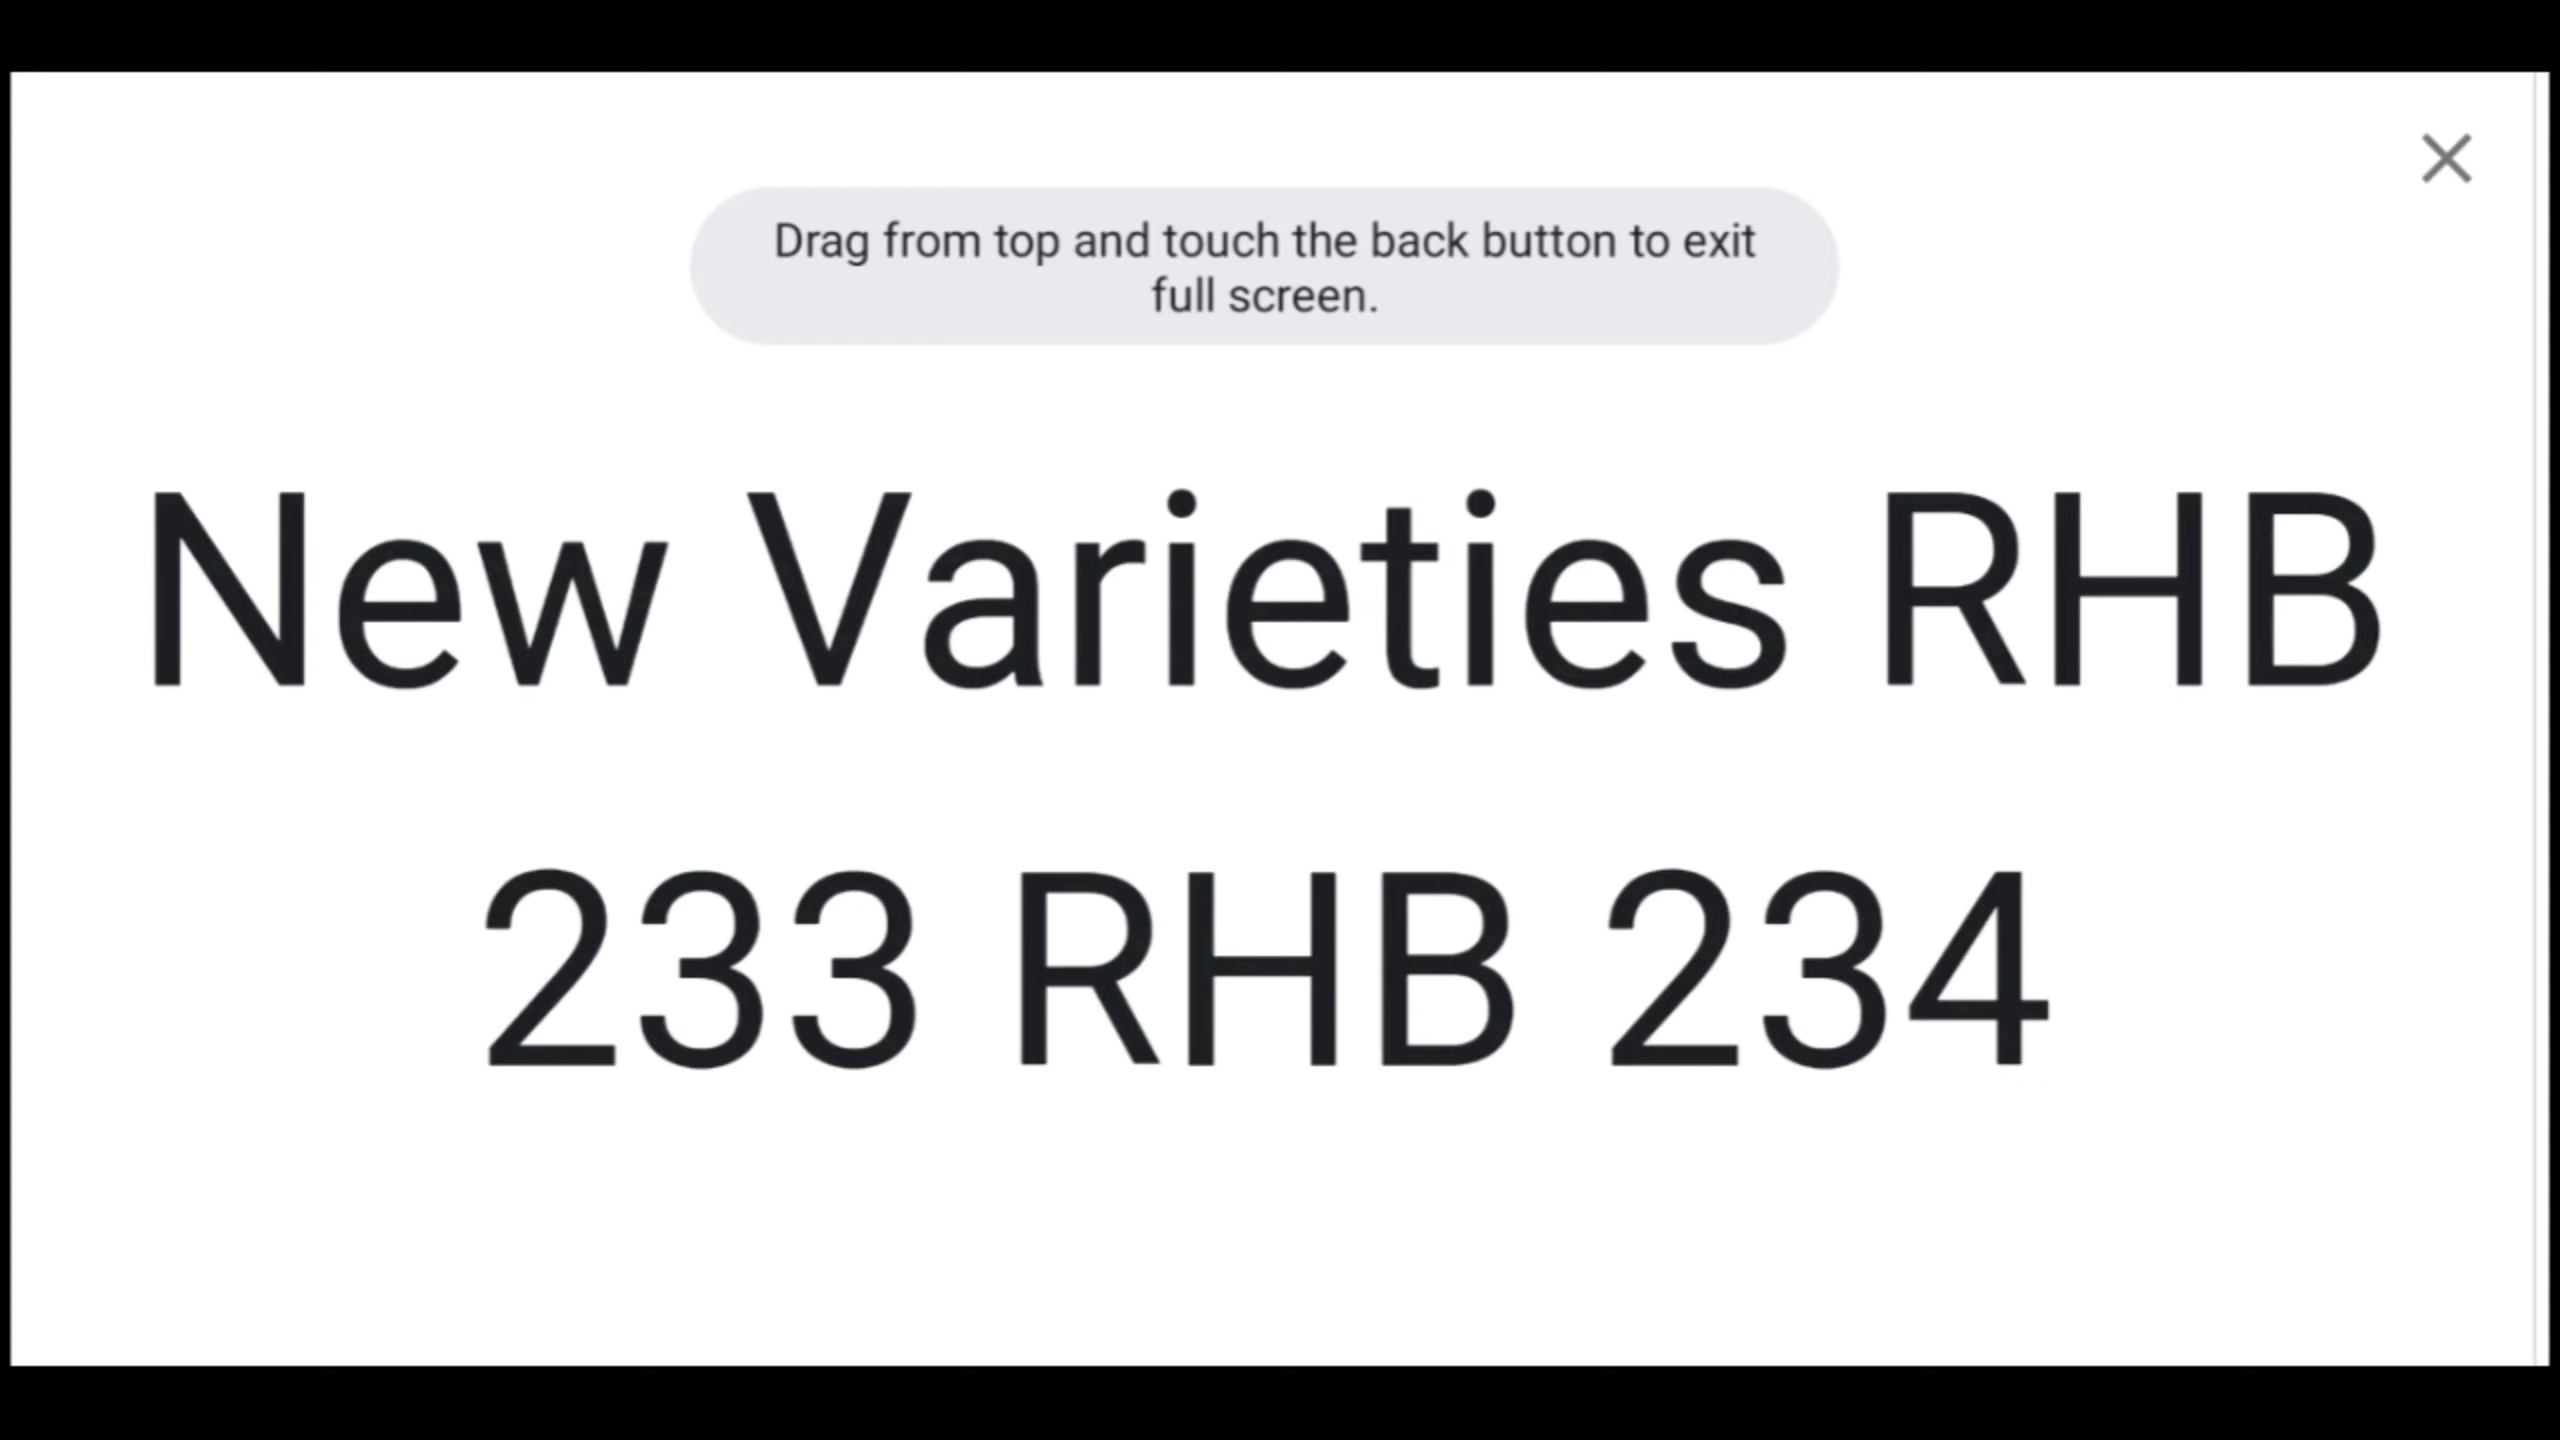 Drag from top and touch the back button to exit
full screen.
New Varieties RHB
233 RHB 234